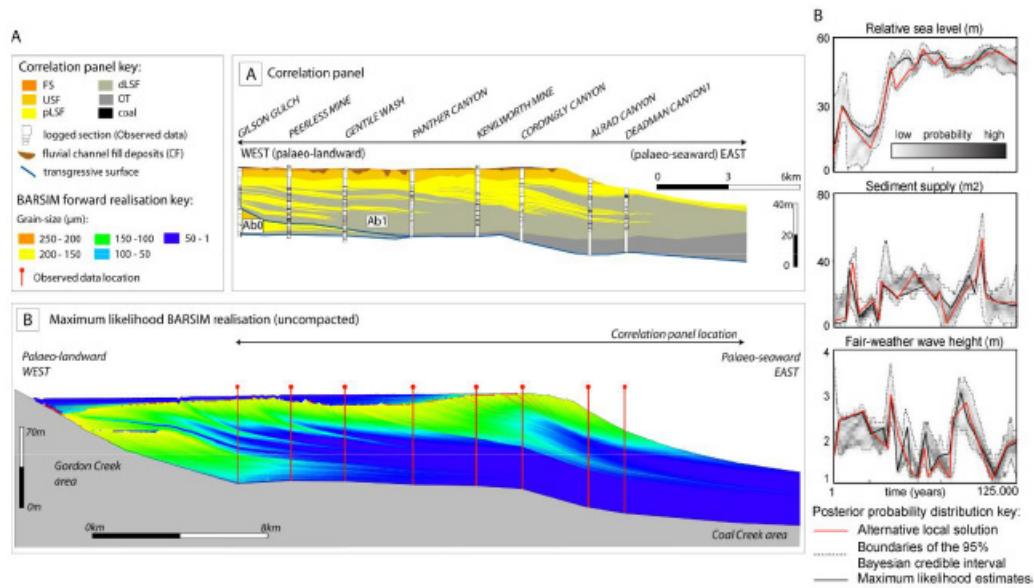 A
Correlation panel key:
FS
USF
pLSF
dLSF
OT
coal
logged section (Observed data)
fluvial channel fill deposits (CF)
transgressive surface
BARSIM forward realisation key:
Grain-size (μm):
250 - 200
200 - 150
150 -100
100 - 50
50 - 1
Observed data location
A Correlation panel
GILSON GULCH
PEERLESS MINE
GENTILE WASH
PANTHER CANYON
KENILWORTH MINE
CORDINGLY CANYON
ALRAD CANYON
DEADMAN CANYON1
WEST (palaeo-landward)
(palaeo-seaward) EAST
0 3 6km
40m
20
0
Ab0
Ab1
B Maximum likelihood BARSIM realisation (uncompacted)
Correlation panel location
Palaeo-landward
WEST
Palaeo-seaward
EAST
70m
0m
Gordon Creek
area
0km 8km
Coal Creek area
B
Relative sea level (m)
60
30
0
low probability high
Sediment supply (m2)
80
40
0
Fair-weather wave height (m)
4
3
2
1
1 time (years) 125.000
Posterior probability distribution key:
Alternative local solution
Boundaries of the 95%
Bayesian credible interval
Maximum likelihood estimates